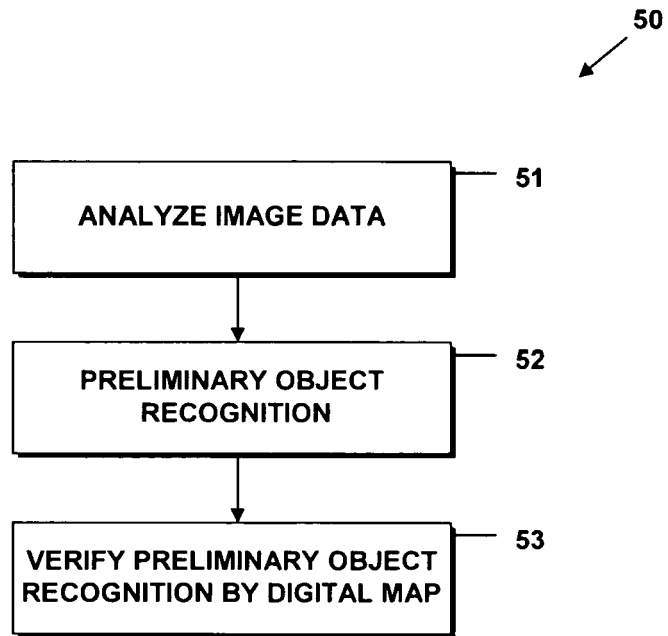 50
51
ANALYZE IMAGE DATA
52
PRELIMINARY OBJECT
RECOGNITION
53
VERIFY PRELIMINARY OBJECT
RECOGNITION BY DIGITAL MAP